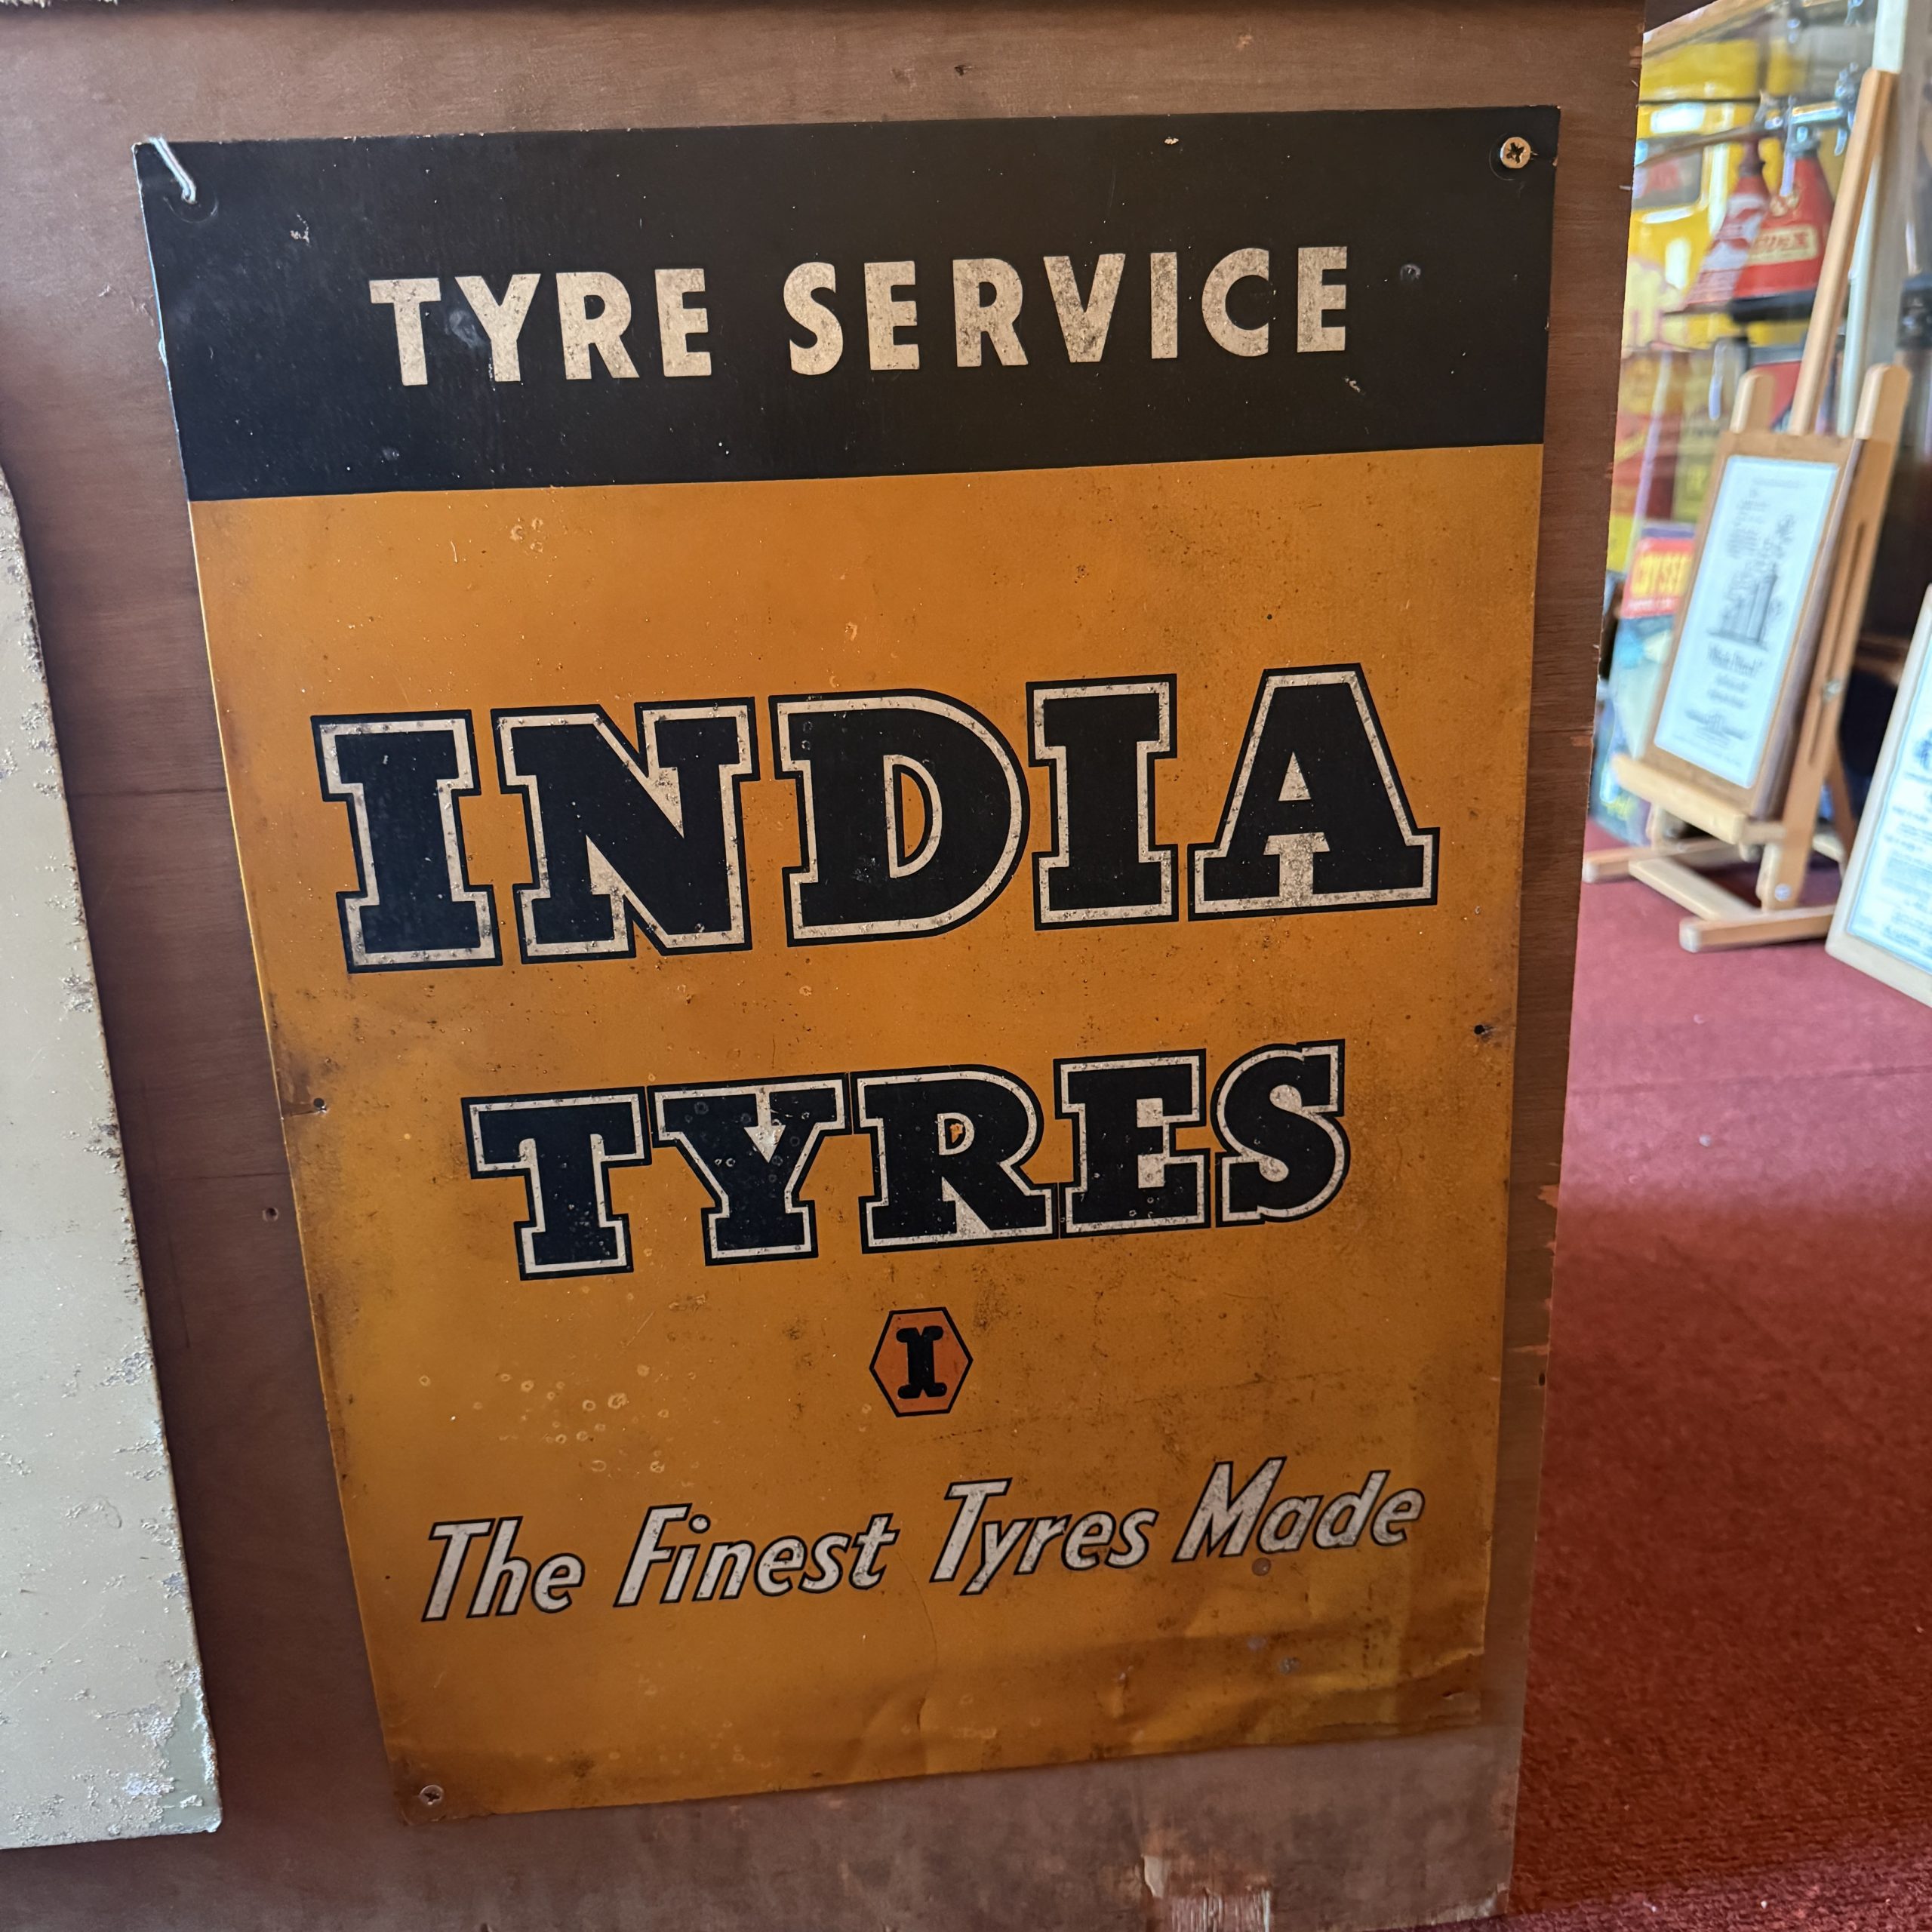 TYRE SERVICE
INDIA
TYRES
I
The Finest Tyres Made